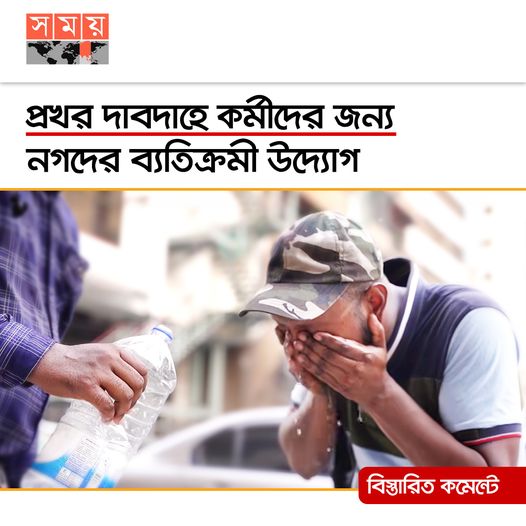 সময়
প্রখর দাবদাহে কর্মীদের জন্য
নগদের ব্যতিক্রমী উদ্যোগ
বিস্তারিত কমেন্টে